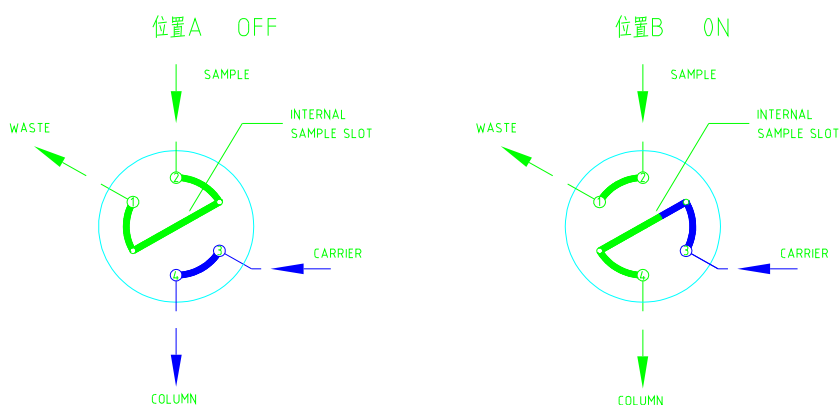 位置A OFF
SAMPLE
INTERNAL
SAMPLE SLOT
WASTE
2
1
3
4
CARRIER
COLUMN
位置B ON
SAMPLE
INTERNAL
SAMPLE SLOT
WASTE
2
1
3
4
CARRIER
COLUMN